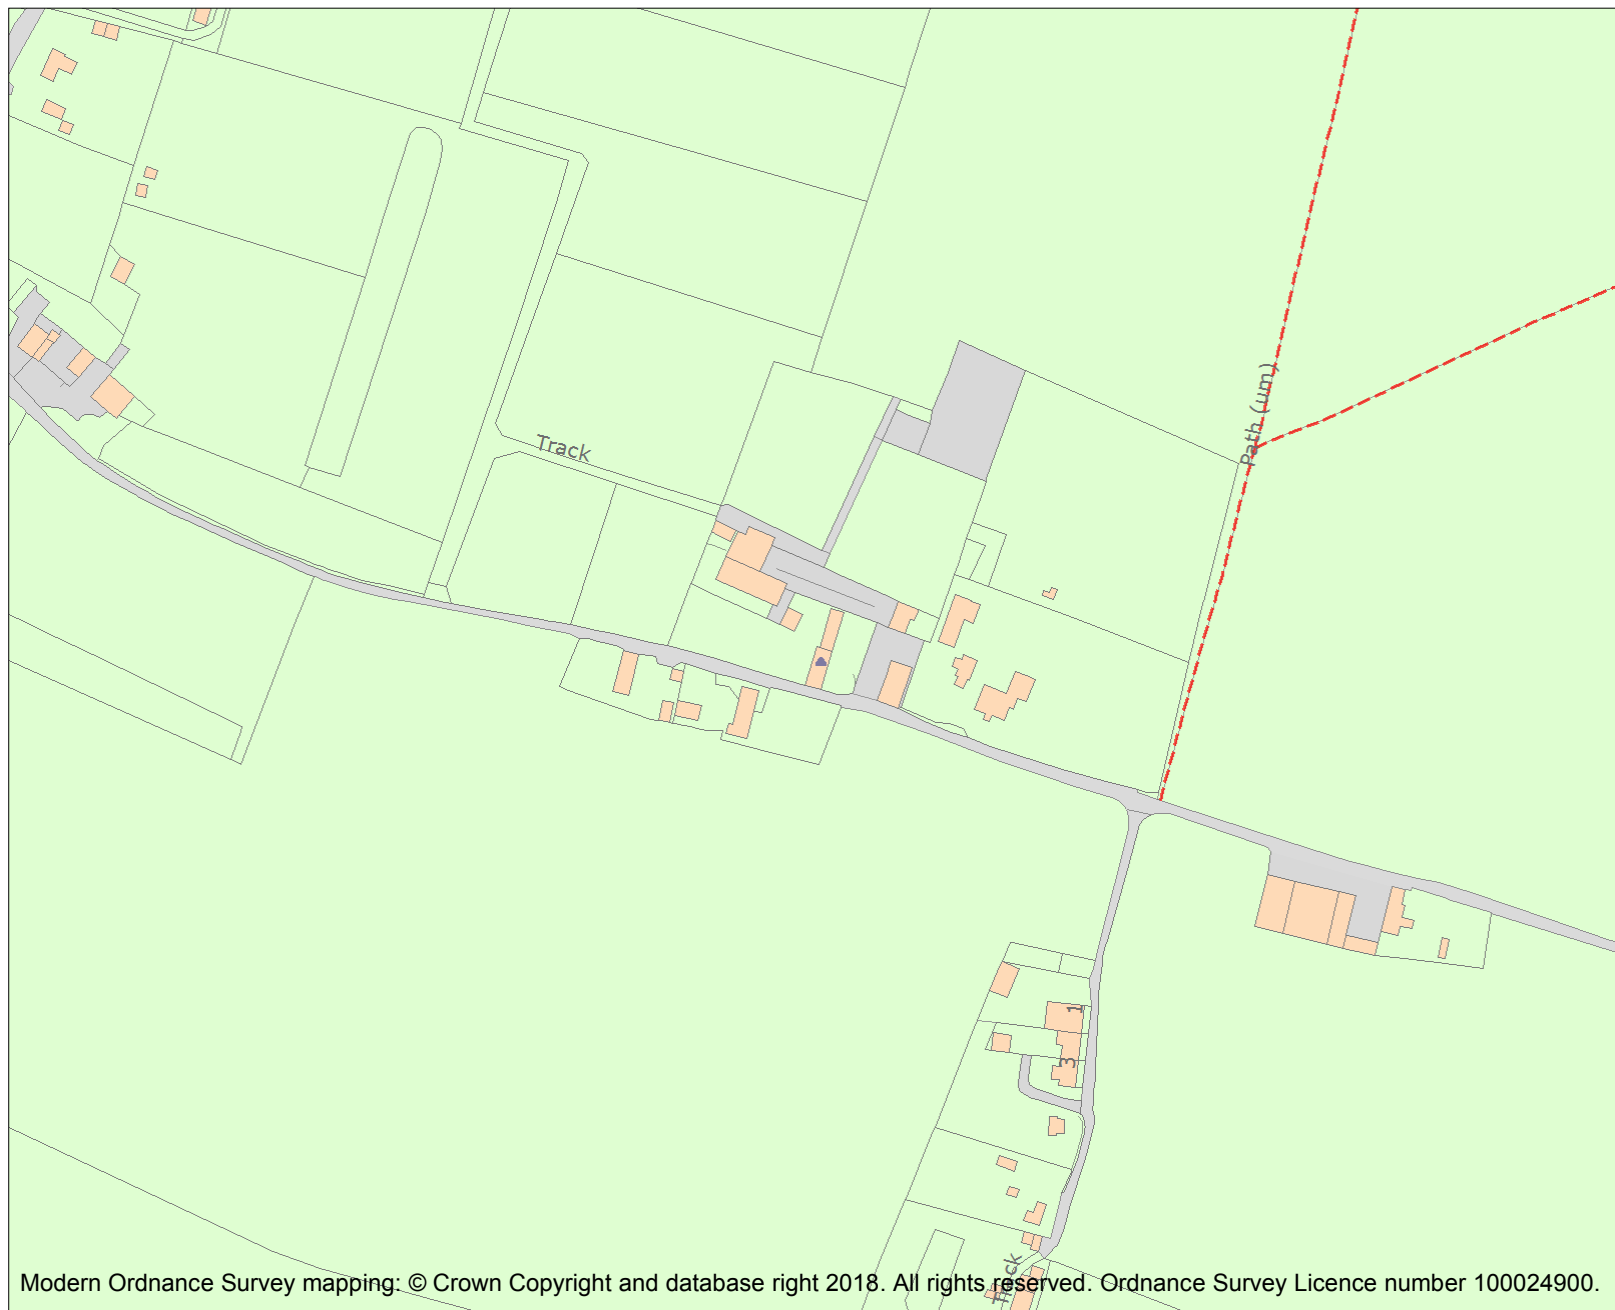 Path (um)
Track
1
3
Track
Modern Ordnance Survey mapping: © Crown Copyright and database right 2018. All rights reserved. Ordnance Survey Licence number 100024900.